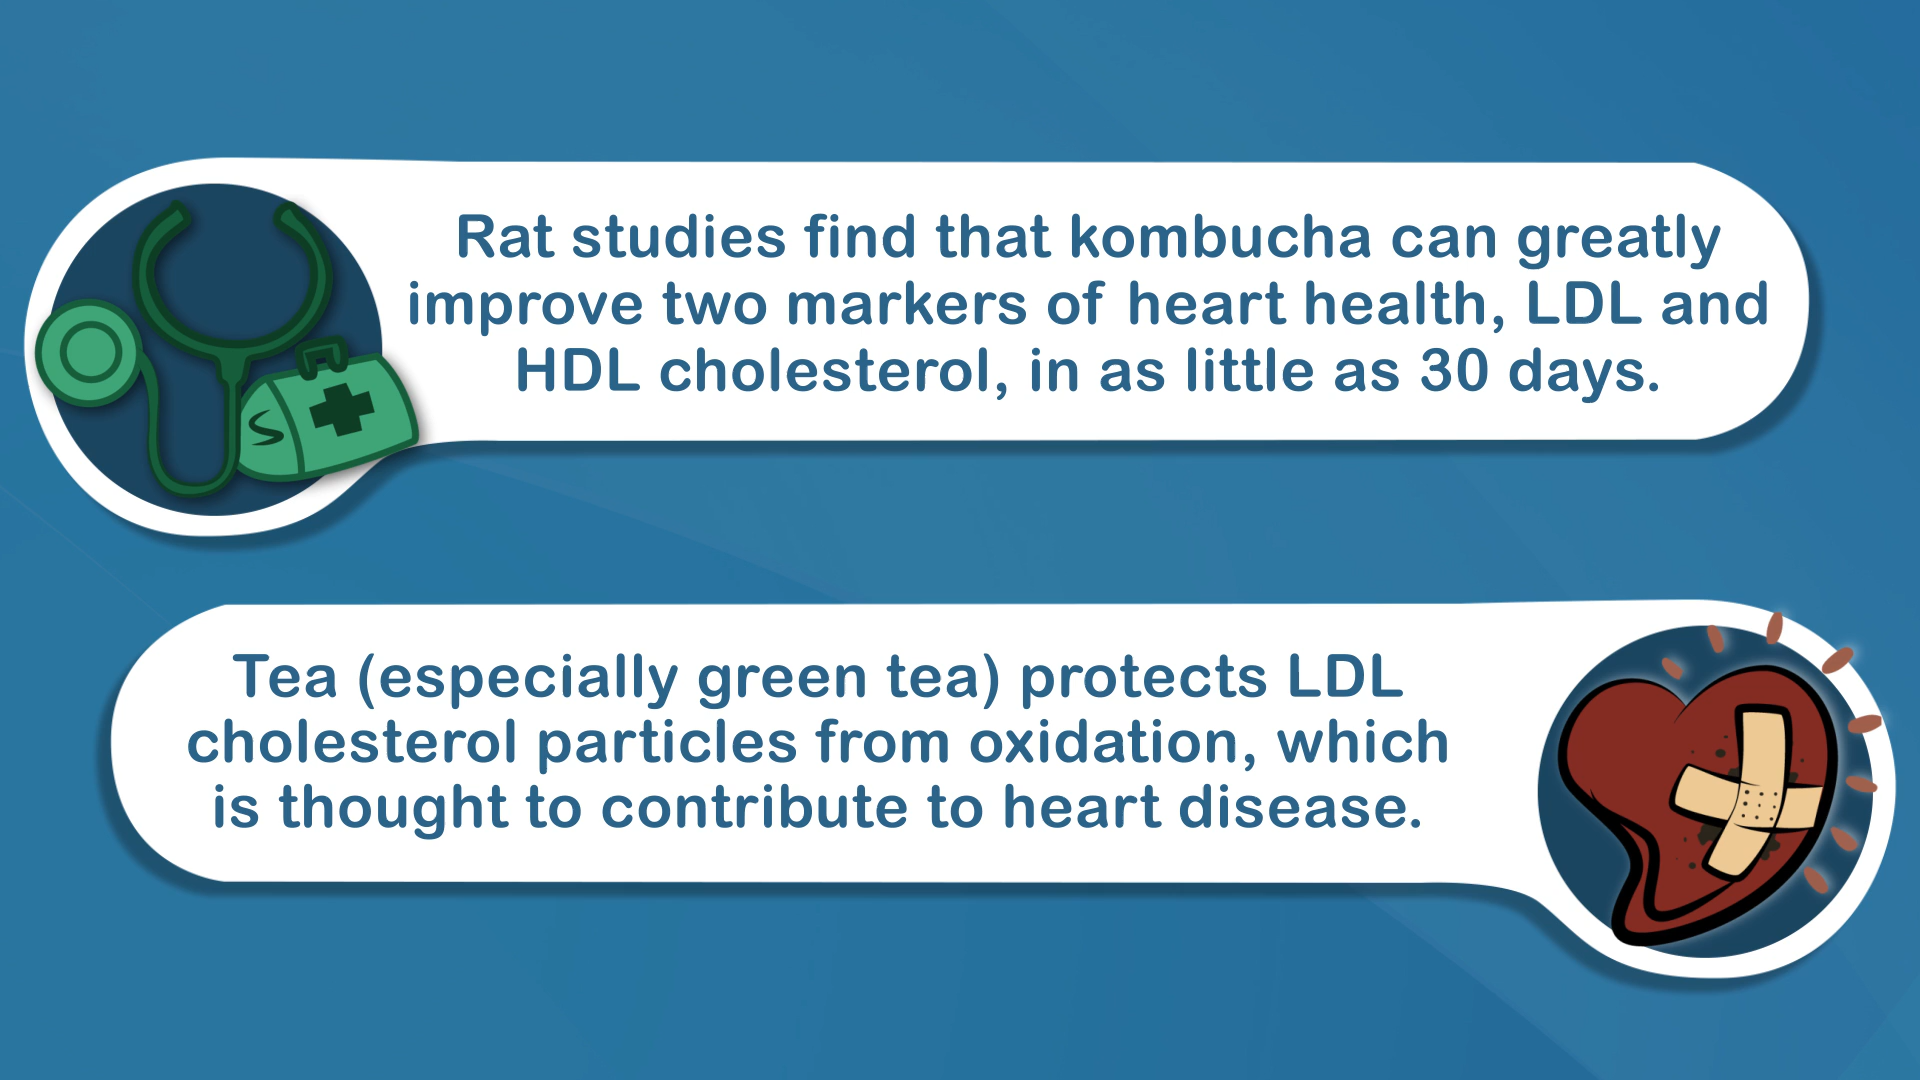 Rat studies find that kombucha can greatly
improve two markers of heart health, LDL and
HDL cholesterol, in as little as 30 days.
Tea (especially green tea) protects LDL
cholesterol particles from oxidation, which
is thought to contribute to heart disease.